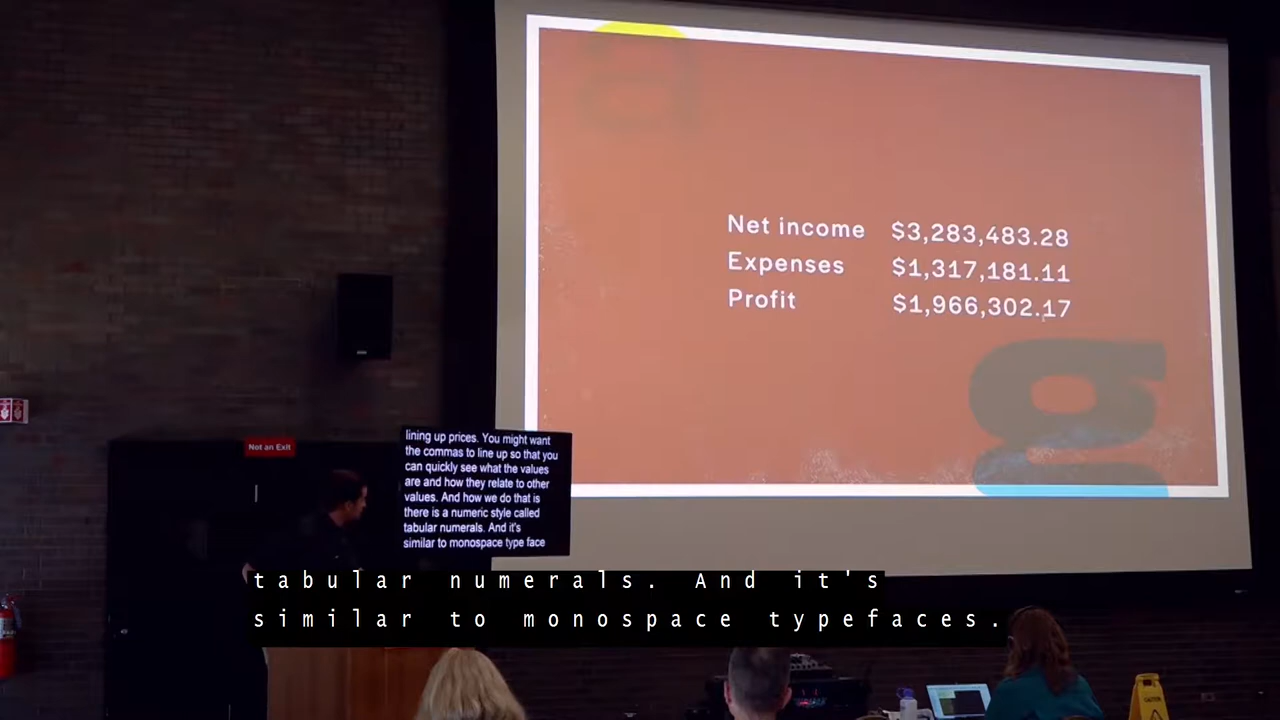 a
Net income $3,283,483.28
Expenses $1,317,181.11
Profit $1,966,302.17
g
Not an Exit
lining up prices. You might want
the commas to line up so that you
can quickly see what the values
are and how they relate to other
values. And how we do that is
there is a numeric style called
tabular numerals. And it's
similar to monospace type face
tabular numerals. And it's
similar to monospace typefaces.
CAUTION